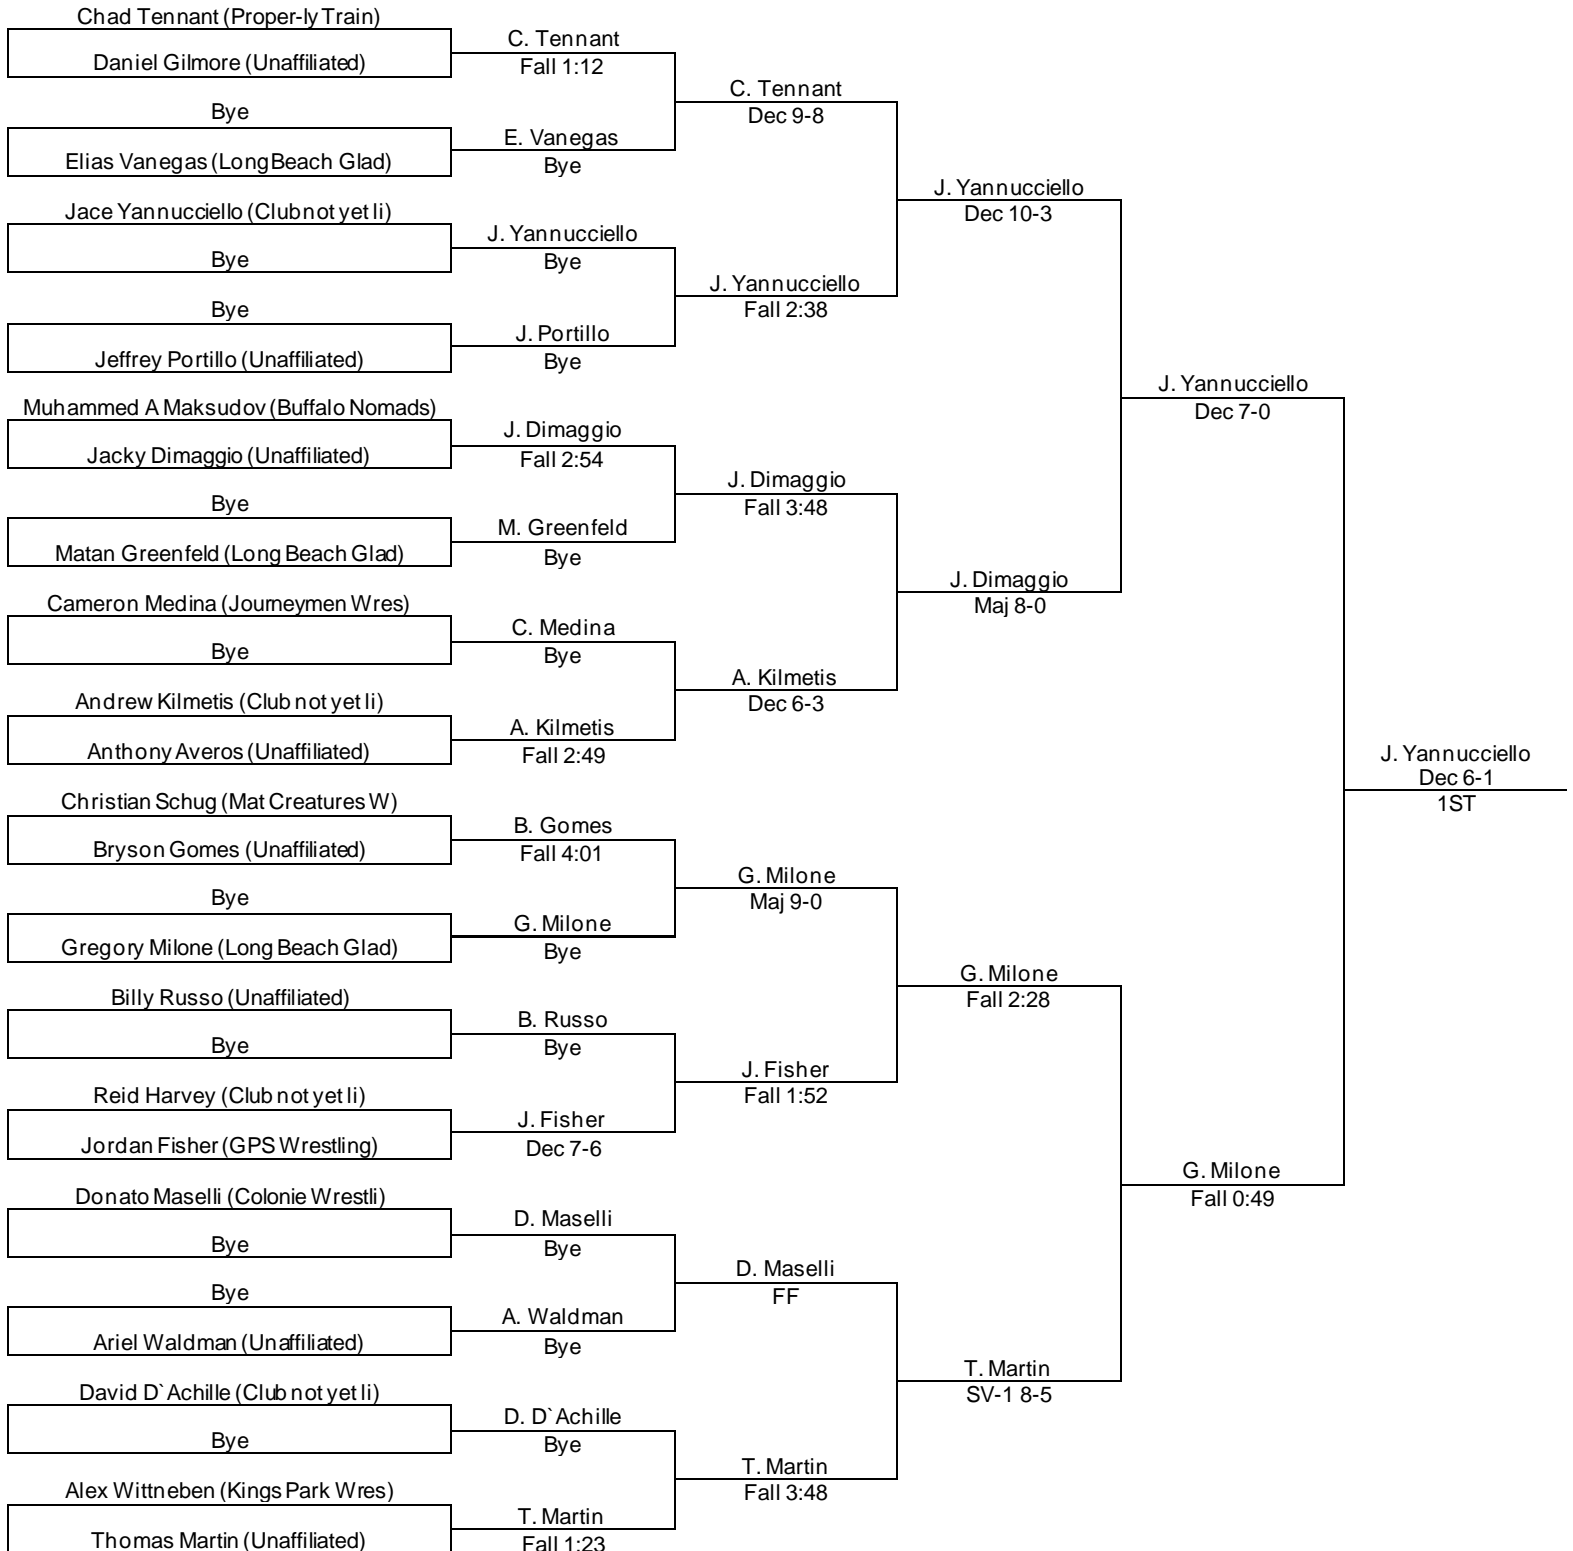 Chad Tennant (Proper-ly Train)
Daniel Gilmore (Unaffiliated)
Bye
Elias Vanegas (Long Beach Glad)
Jace Yannucciello (Club not yet li)
Bye
Bye
Jeffrey Portillo (Unaffiliated)
Muhammed A Maksudov (Buffalo Nomads)
Jacky Dimaggio (Unaffiliated)
Bye
Matan Greenfeld (Long Beach Glad)
Cameron Medina (Journeymen Wres)
Bye
Andrew Kilmetis (Club not yet li)
Anthony Averos (Unaffiliated)
Christian Schug (Mat Creatures W)
Bryson Gomes (Unaffiliated)
Bye
Gregory Milone (Long Beach Glad)
Billy Russo (Unaffiliated)
Bye
Reid Harvey (Club not yet li)
Jordan Fisher (GPS Wrestling)
Donato Maselli (Colonie Wrestli)
Bye
Bye
Ariel Waldman (Unaffiliated)
David D`Achille (Club not yet li)
Bye
Alex Wittneben (Kings Park Wres)
Thomas Martin (Unaffiliated)
C. Tennant
Fall 1:12
E. Vanegas
Bye
J. Yannucciello
Bye
J. Portillo
Bye
J. Dimaggio
Fall 2:54
M. Greenfeld
Bye
C. Medina
Bye
A. Kilmetis
Fall 2:49
B. Gomes
Fall 4:01
G. Milone
Bye
B. Russo
Bye
J. Fisher
Dec 7-6
D. Maselli
Bye
A. Waldman
Bye
D. D`Achille
Bye
T. Martin
Fall 1:23
C. Tennant
Dec 9-8
J. Yannucciello
Fall 2:38
J. Dimaggio
Fall 3:48
A. Kilmetis
Dec 6-3
G. Milone
Maj 9-0
J. Fisher
Fall 1:52
D. Maselli
FF
T. Martin
Fall 3:48
J. Yannucciello
Dec 10-3
J. Dimaggio
Maj 8-0
G. Milone
Fall 2:28
T. Martin
SV-1 8-5
J. Yannucciello
Dec 7-0
G. Milone
Fall 0:49
J. Yannucciello
Dec 6-1
1ST